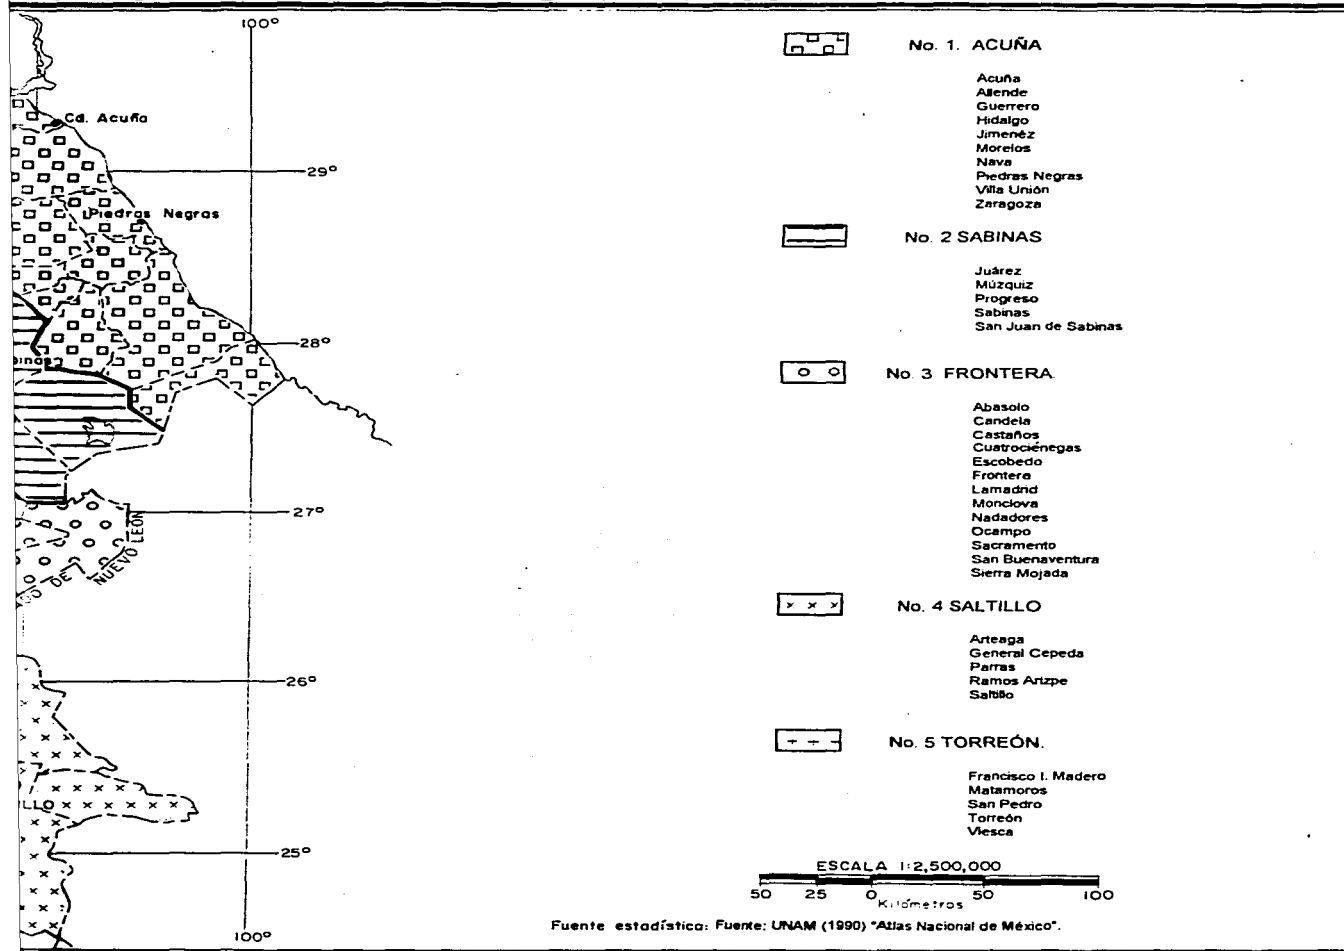 100°
Cd. Acuña
29°
Piedras Negras
28°
27°
DE NUEVO LEÓN
26°
LLO
25°
100°
No. 1. ACUÑA
Acuña
Allende
Guerrero
Hidalgo
Jimenéz
Morelos
Nava
Piedras Negras
Villa Unión
Zaragoza
No. 2 SABINAS
Juárez
Múzquiz
Progreso
Sabinas
San Juan de Sabinas
No. 3 FRONTERA.
Abasolo
Candela
Castaños
Cuatrociénegas
Escobedo
Frontera
Lamadrid
Monclova
Nadadores
Ocampo
Sacramento
San Buenaventura
Sierra Mojada
No. 4 SALTILLO
Arteaga
General Cepeda
Parras
Ramos Arizpe
Saltillo
No. 5 TORREÓN.
Francisco I. Madero
Matamoros
San Pedro
Torreón
Viesca
ESCALA 1:2,500,000
50 25 0 50 100
Kilómetros
Fuente estadística: Fuente: UNAM (1990) "Atlas Nacional de México".